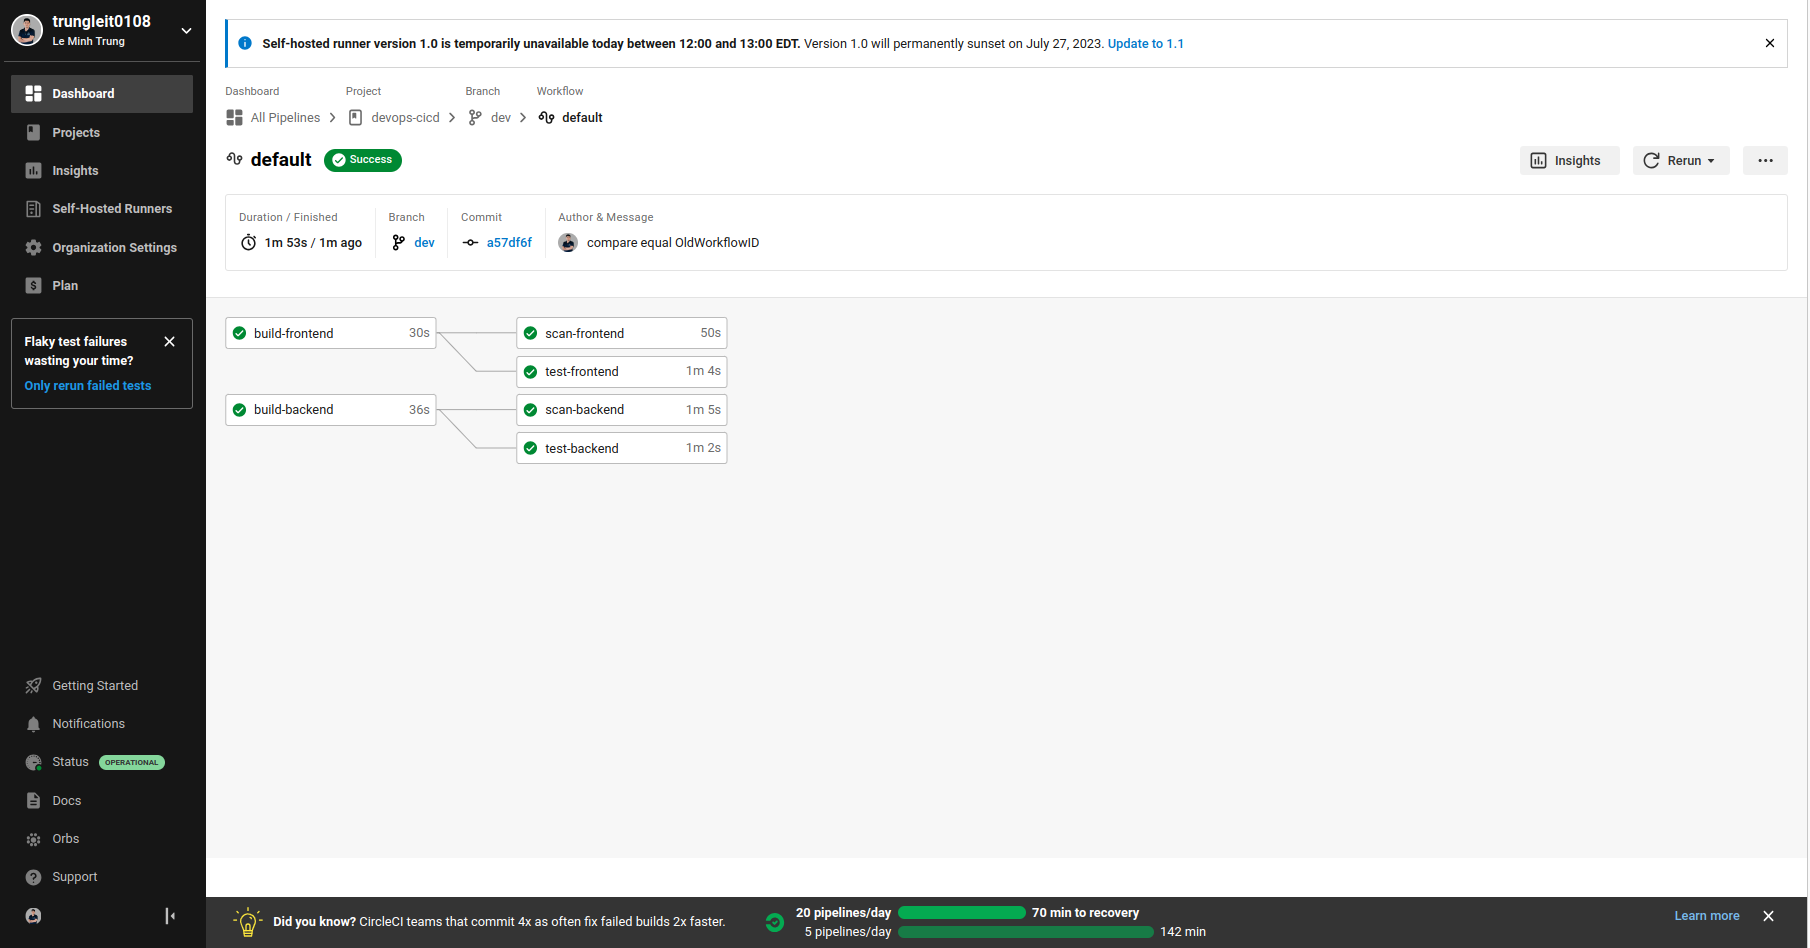 trungleit0108
Le Minh Trung
Dashboard
Projects
Insights
Self-Hosted Runners
Organization Settings
Plan
Flaky test failures
wasting your time?
Only rerun failed tests
Getting Started
Notifications
Status OPERATIONAL
Docs
Orbs
Support
Self-hosted runner version 1.0 is temporarily unavailable today between 12:00 and 13:00 EDT. Version 1.0 will permanently sunset on July 27, 2023. Update to 1.1
Dashboard Project Branch Workflow
All Pipelines devops-cicd dev default
default Success
Insights Rerun
Duration / Finished Branch Commit Author & Message
1m 53s / 1m ago dev a57df6f compare equal OldWorkflowID
build-frontend 30s scan-frontend 50s
test-frontend 1m 4s
build-backend 36s scan-backend 1m 5s
test-backend 1m 2s
Did you know? CircleCI teams that commit 4x as often fix failed builds 2x faster.
20 pipelines/day 70 min to recovery
5 pipelines/day 142 min
Learn more